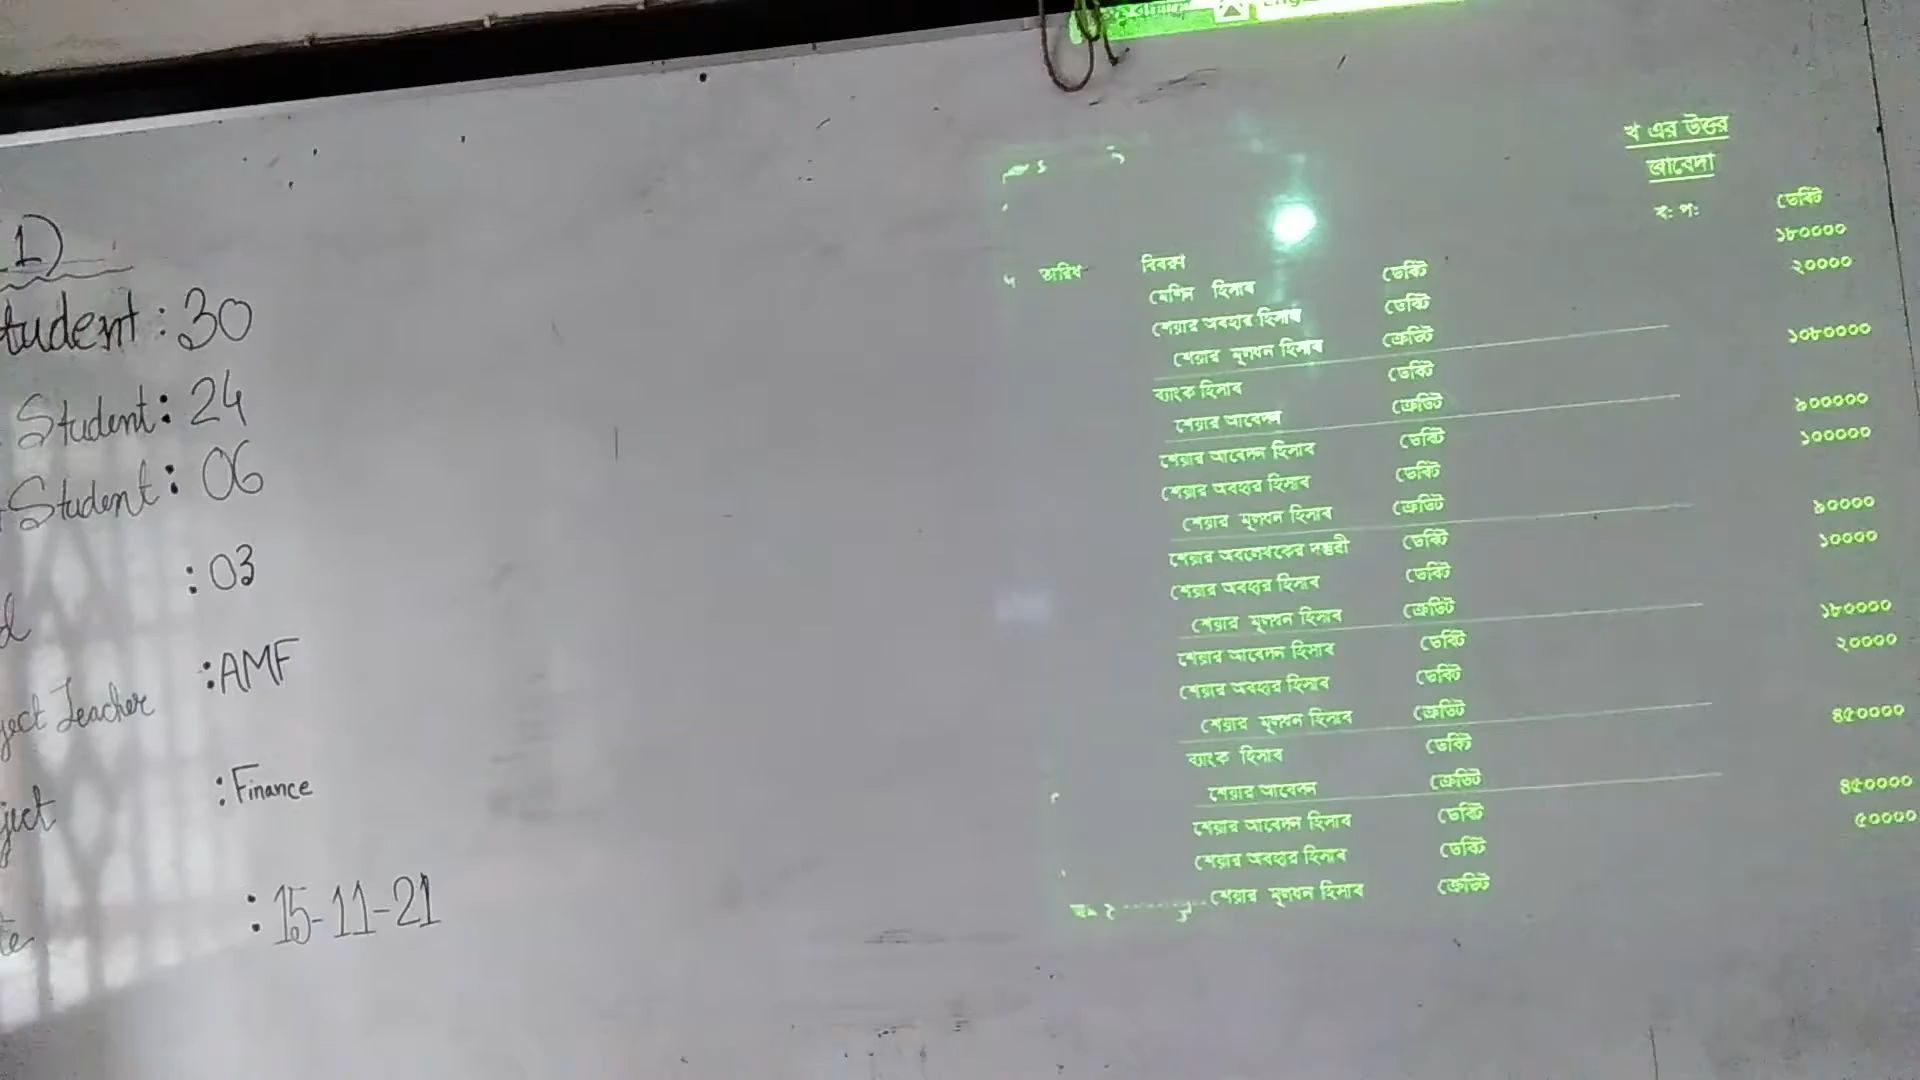 1)
tudent : 30
Student : 24
Student : 06
: 03
ject Teacher : AMF
ject : Finance
te : 15-11-21
খ এর উত্তর
জাবেদা
তারিখ বিবরণ খ: প: ডেবিট
মেশিন হিসাব ডেবিট ১৮০০০০
শেয়ার অবহার হিসাব ডেবিট ২০০০০
শেয়ার মূলধন হিসাব ক্রেডিট
ব্যাংক হিসাব ডেবিট ১০৮০০০০
শেয়ার আবেদন ক্রেডিট
শেয়ার আবেদন হিসাব ডেবিট ৯০০০০০
শেয়ার অবহার হিসাব ডেবিট ১০০০০০
শেয়ার মূলধন হিসাব ক্রেডিট
শেয়ার অবলেখকের দস্তুরী ডেবিট ৯০০০০
শেয়ার অবহার হিসাব ডেবিট ১০০০০
শেয়ার মূলধন হিসাব ক্রেডিট
শেয়ার আবেদন হিসাব ডেবিট ১৮০০০০
শেয়ার অবহার হিসাব ডেবিট ২০০০০
শেয়ার মূলধন হিসাব ক্রেডিট
ব্যাংক হিসাব ডেবিট ৪৫০০০০
শেয়ার আবেদন ক্রেডিট
শেয়ার আবেদন হিসাব ডেবিট ৪৫০০০০
শেয়ার অবহার হিসাব ডেবিট ৫০০০০
শেয়ার মূলধন হিসাব ক্রেডিট